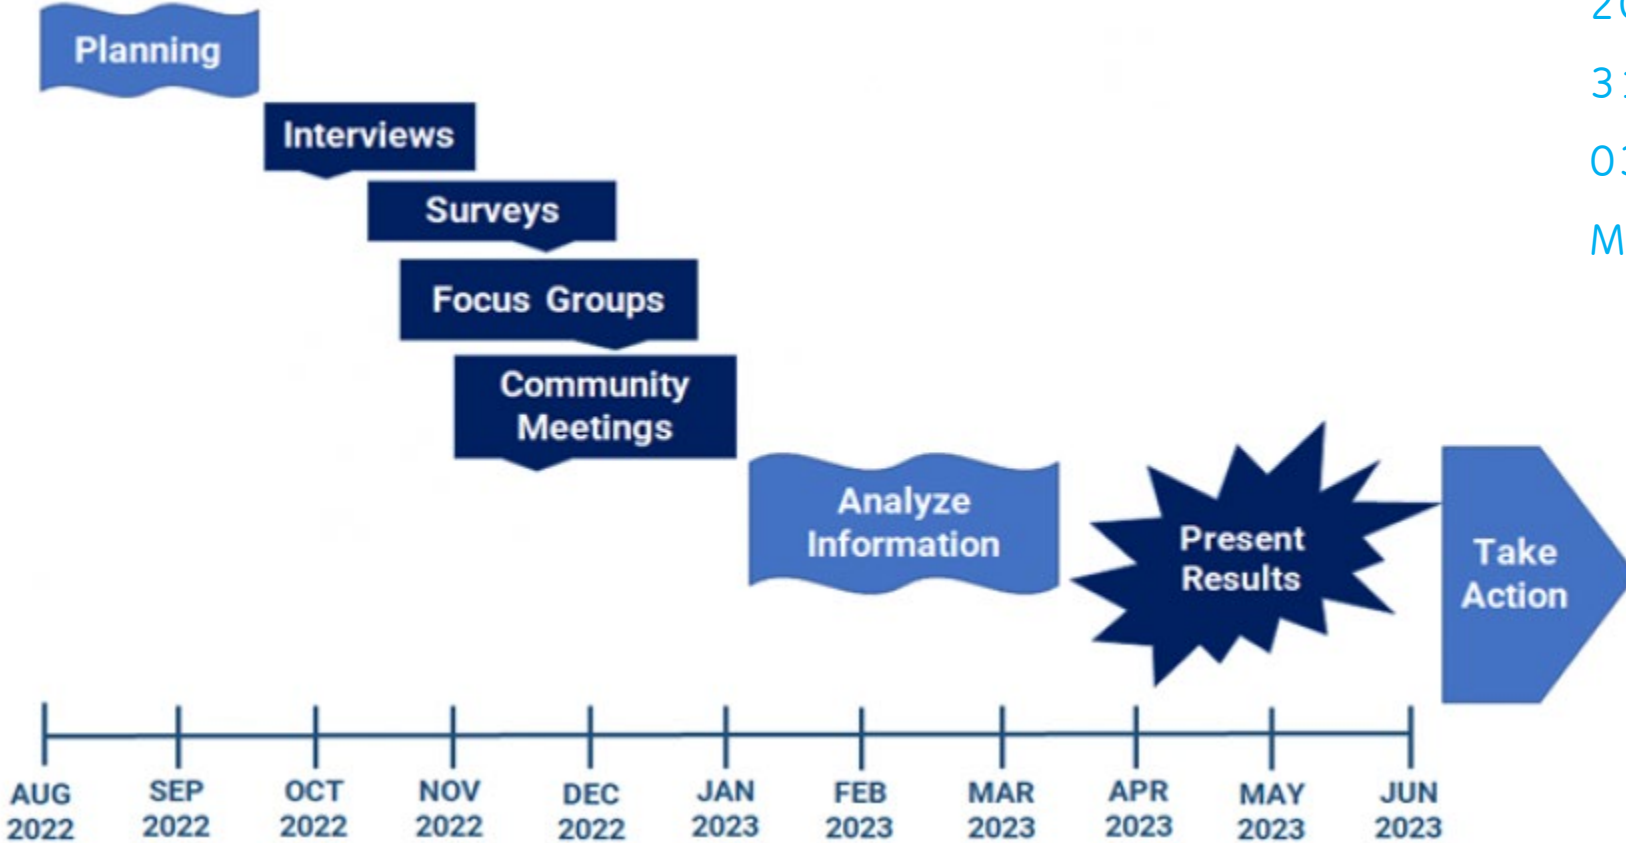 Planning
Interviews
Surveys
Focus Groups
Community
Meetings
Analyze
Information
Present
Results
Take
Action
AUG SEP OCT NOV DEC JAN FEB MAR APR MAY JUN
2022 2022 2022 2022 2022 2023 2023 2023 2023 2023 2023